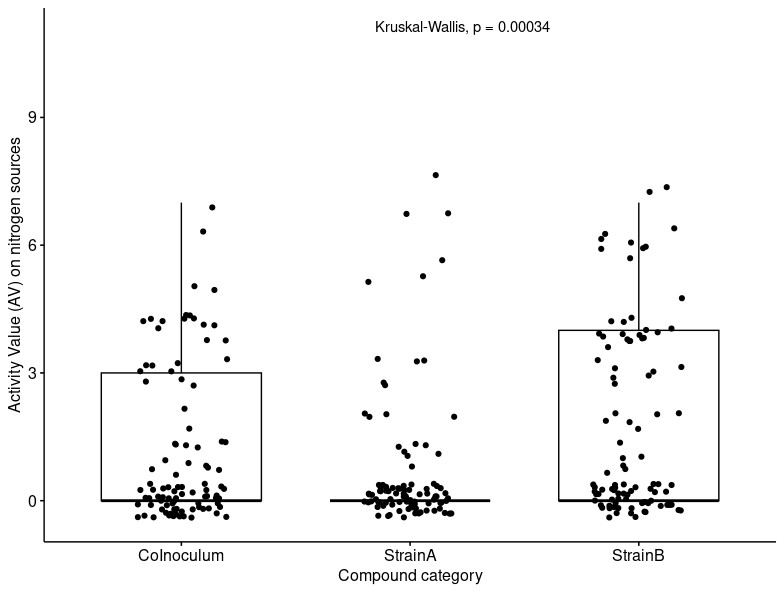 Kruskal-Wallis, p = 0.00034
Activity Value (AV) on nitrogen sources
9
6
3
0
CoInoculum
StrainA
StrainB
Compound category